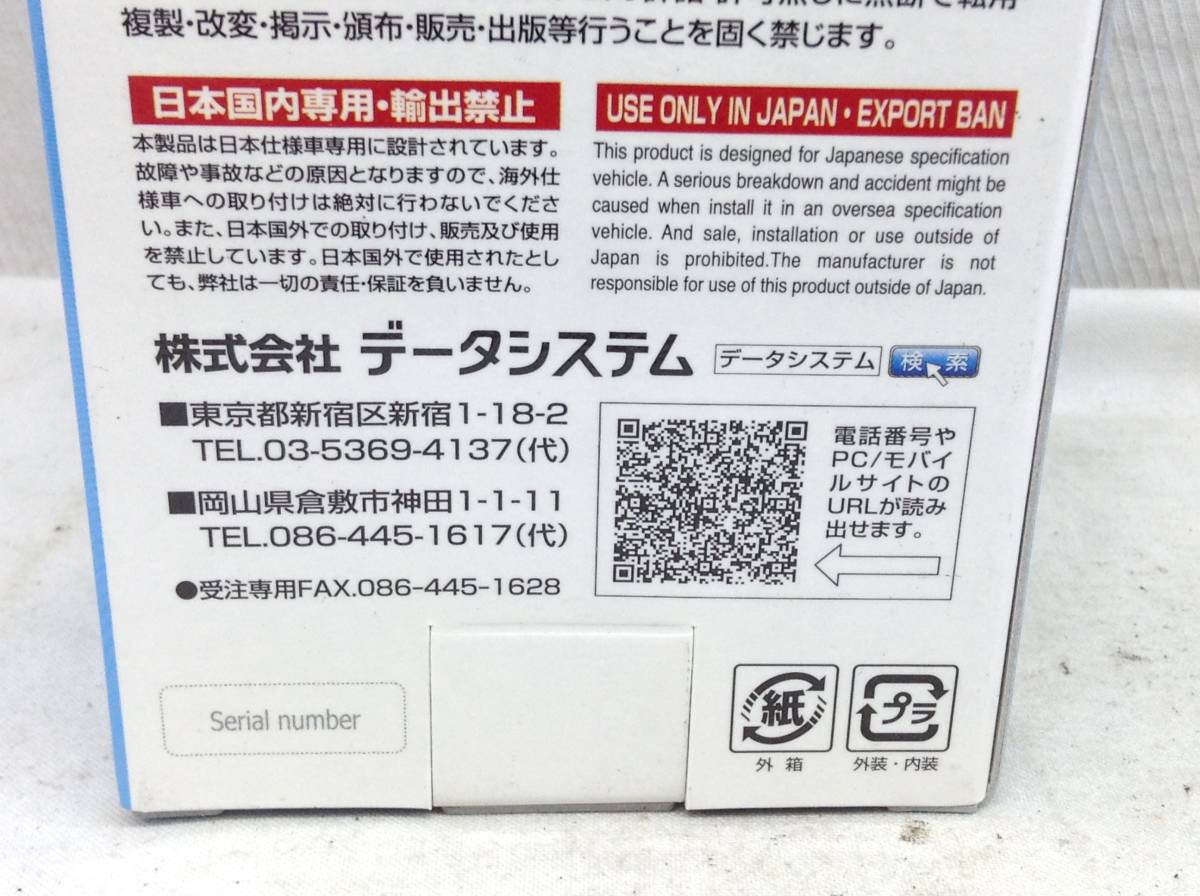 複製・改変・掲示・頒布・販売・出版等行うことを固く禁じます。
日本国内専用・輸出禁止
本製品は日本仕様車専用に設計されています。
故障や事故などの原因となりますので、海外仕
様車への取り付けは絶対に行わないでくださ
い。また、日本国外での取り付け、販売及び使用
を禁止しています。日本国外で使用されたとし
ても、弊社は一切の責任・保証を負いません。
USE ONLY IN JAPAN・EXPORT BAN
This product is designed for Japanese specification
vehicle. A serious breakdown and accident might be
caused when install it in an oversea specification
vehicle. And sale, installation or use outside of
Japan is prohibited.The manufacturer is not
responsible for use of this product outside of Japan.
株式会社 データシステム
データシステム 検索
■東京都新宿区新宿1-18-2
TEL.03-5369-4137(代)
■岡山県倉敷市神田1-1-11
TEL.086-445-1617(代)
●受注専用FAX.086-445-1628
電話番号や
PC/モバイ
ルサイトの
URLが読み
出せます。
Serial number
紙
外箱
プラ
外装・内装